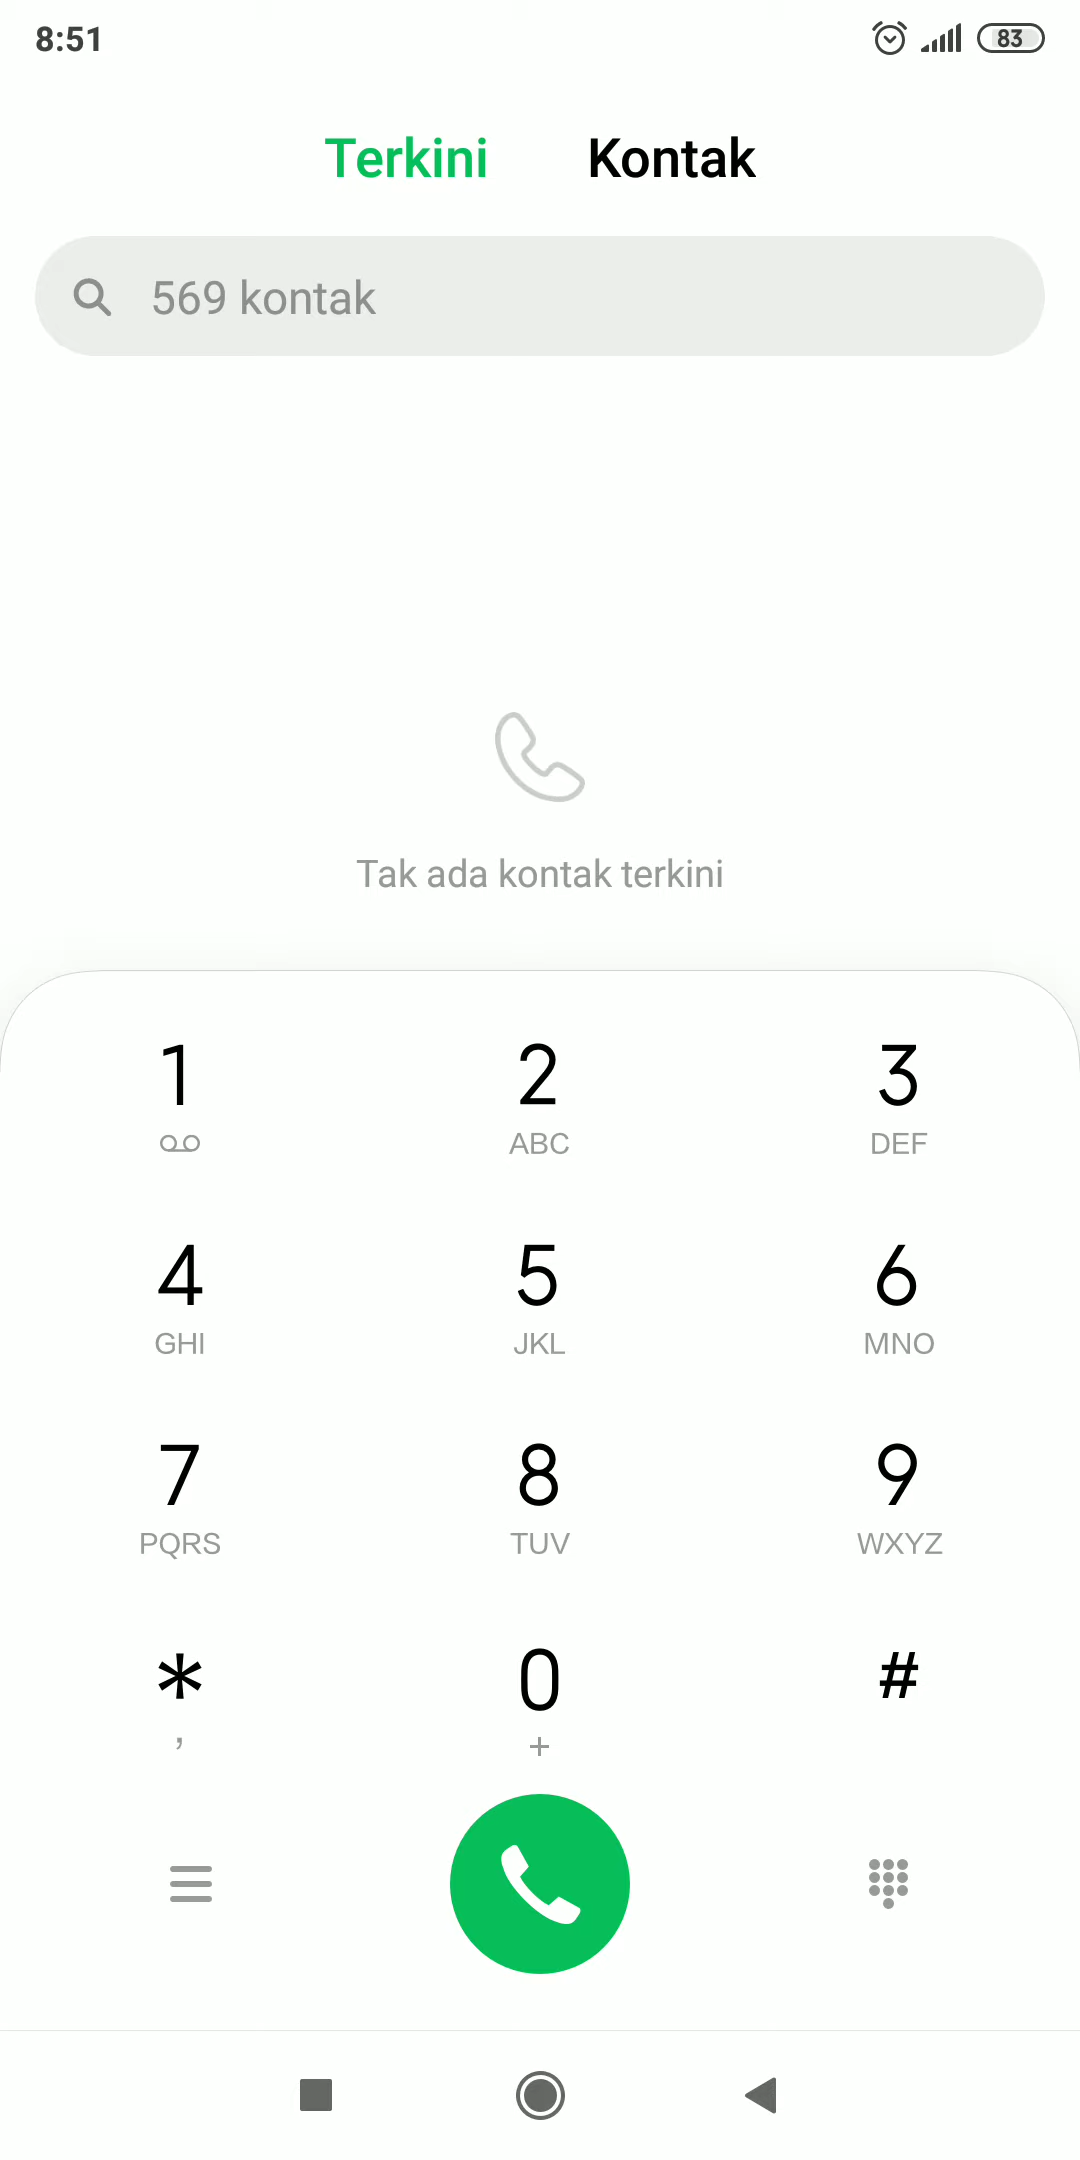 8:51
83
Terkini Kontak
569 kontak
Tak ada kontak terkini
1 2 3
ABC DEF
4 5 6
GHI JKL MNO
7 8 9
PQRS TUV WXYZ
* 0 #
, +